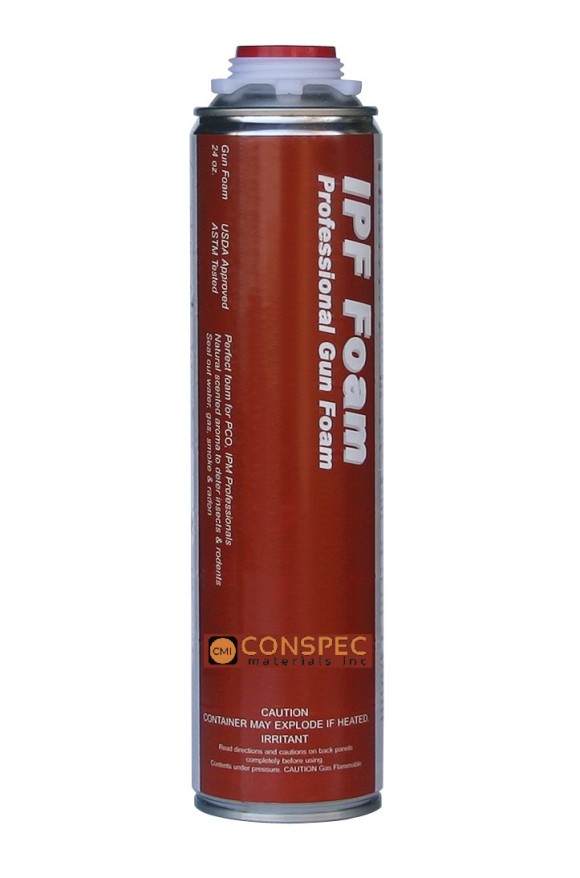 IPF Foam
Professional Gun Foam
Gun Foam
24 oz.
USDA Approved
ASTM Tested
Perfect foam for PCO, IPM Professionals
Natural scented aroma to deter insects & rodents
Seal out water, gas, smoke & radon
CMI CONSPEC
materials Inc
CAUTION
CONTAINER MAY EXPLODE IF HEATED.
IRRITANT
Read directions and cautions on back panels
completely before using
Contents under pressure. CAUTION Gas Flammable